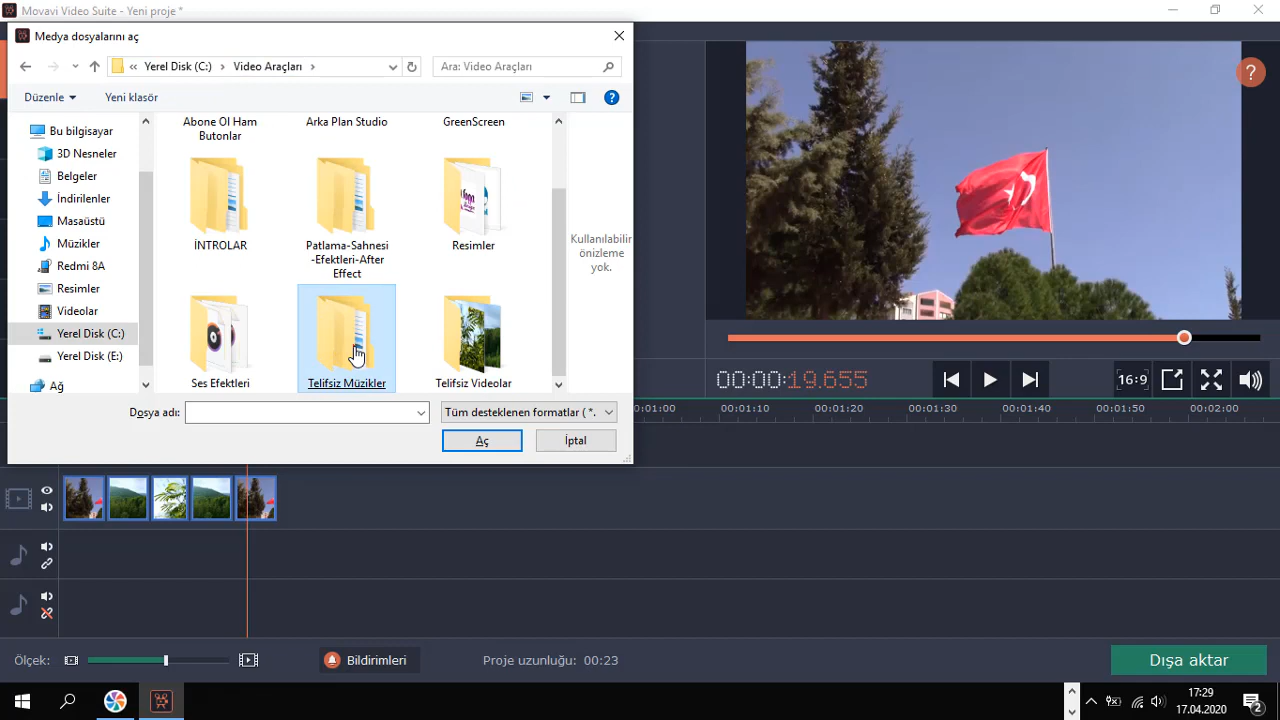 Movavi Video Suite - Yeni proje *
Medya dosyalarını aç
Yerel Disk (C:) > Video Araçları >
Ara: Video Araçları
Düzenle
Yeni klasör
Bu bilgisayar
3D Nesneler
Belgeler
İndirilenler
Masaüstü
Müzikler
Redmi 8A
Resimler
Videolar
Yerel Disk (C:)
Yerel Disk (E:)
Ağ
Abone Ol Ham
Butonlar
Arka Plan Studio
GreenScreen
İNTROLAR
Patlama-Sahnesi
-Efektleri-After
Effect
Resimler
Ses Efektleri
Telifsiz Müzikler
Telifsiz Videolar
Kullanılabilir
önizleme
yok.
Dosya adı:
Tüm desteklenen formatlar (*.
Aç
İptal
?
00:00:19.655
16:9
00:01:00
00:01:10
00:01:20
00:01:30
00:01:40
00:01:50
00:02:00
Ölçek:
Bildirimleri
Proje uzunluğu: 00:23
Dışa aktar
17:29
17.04.2020
2